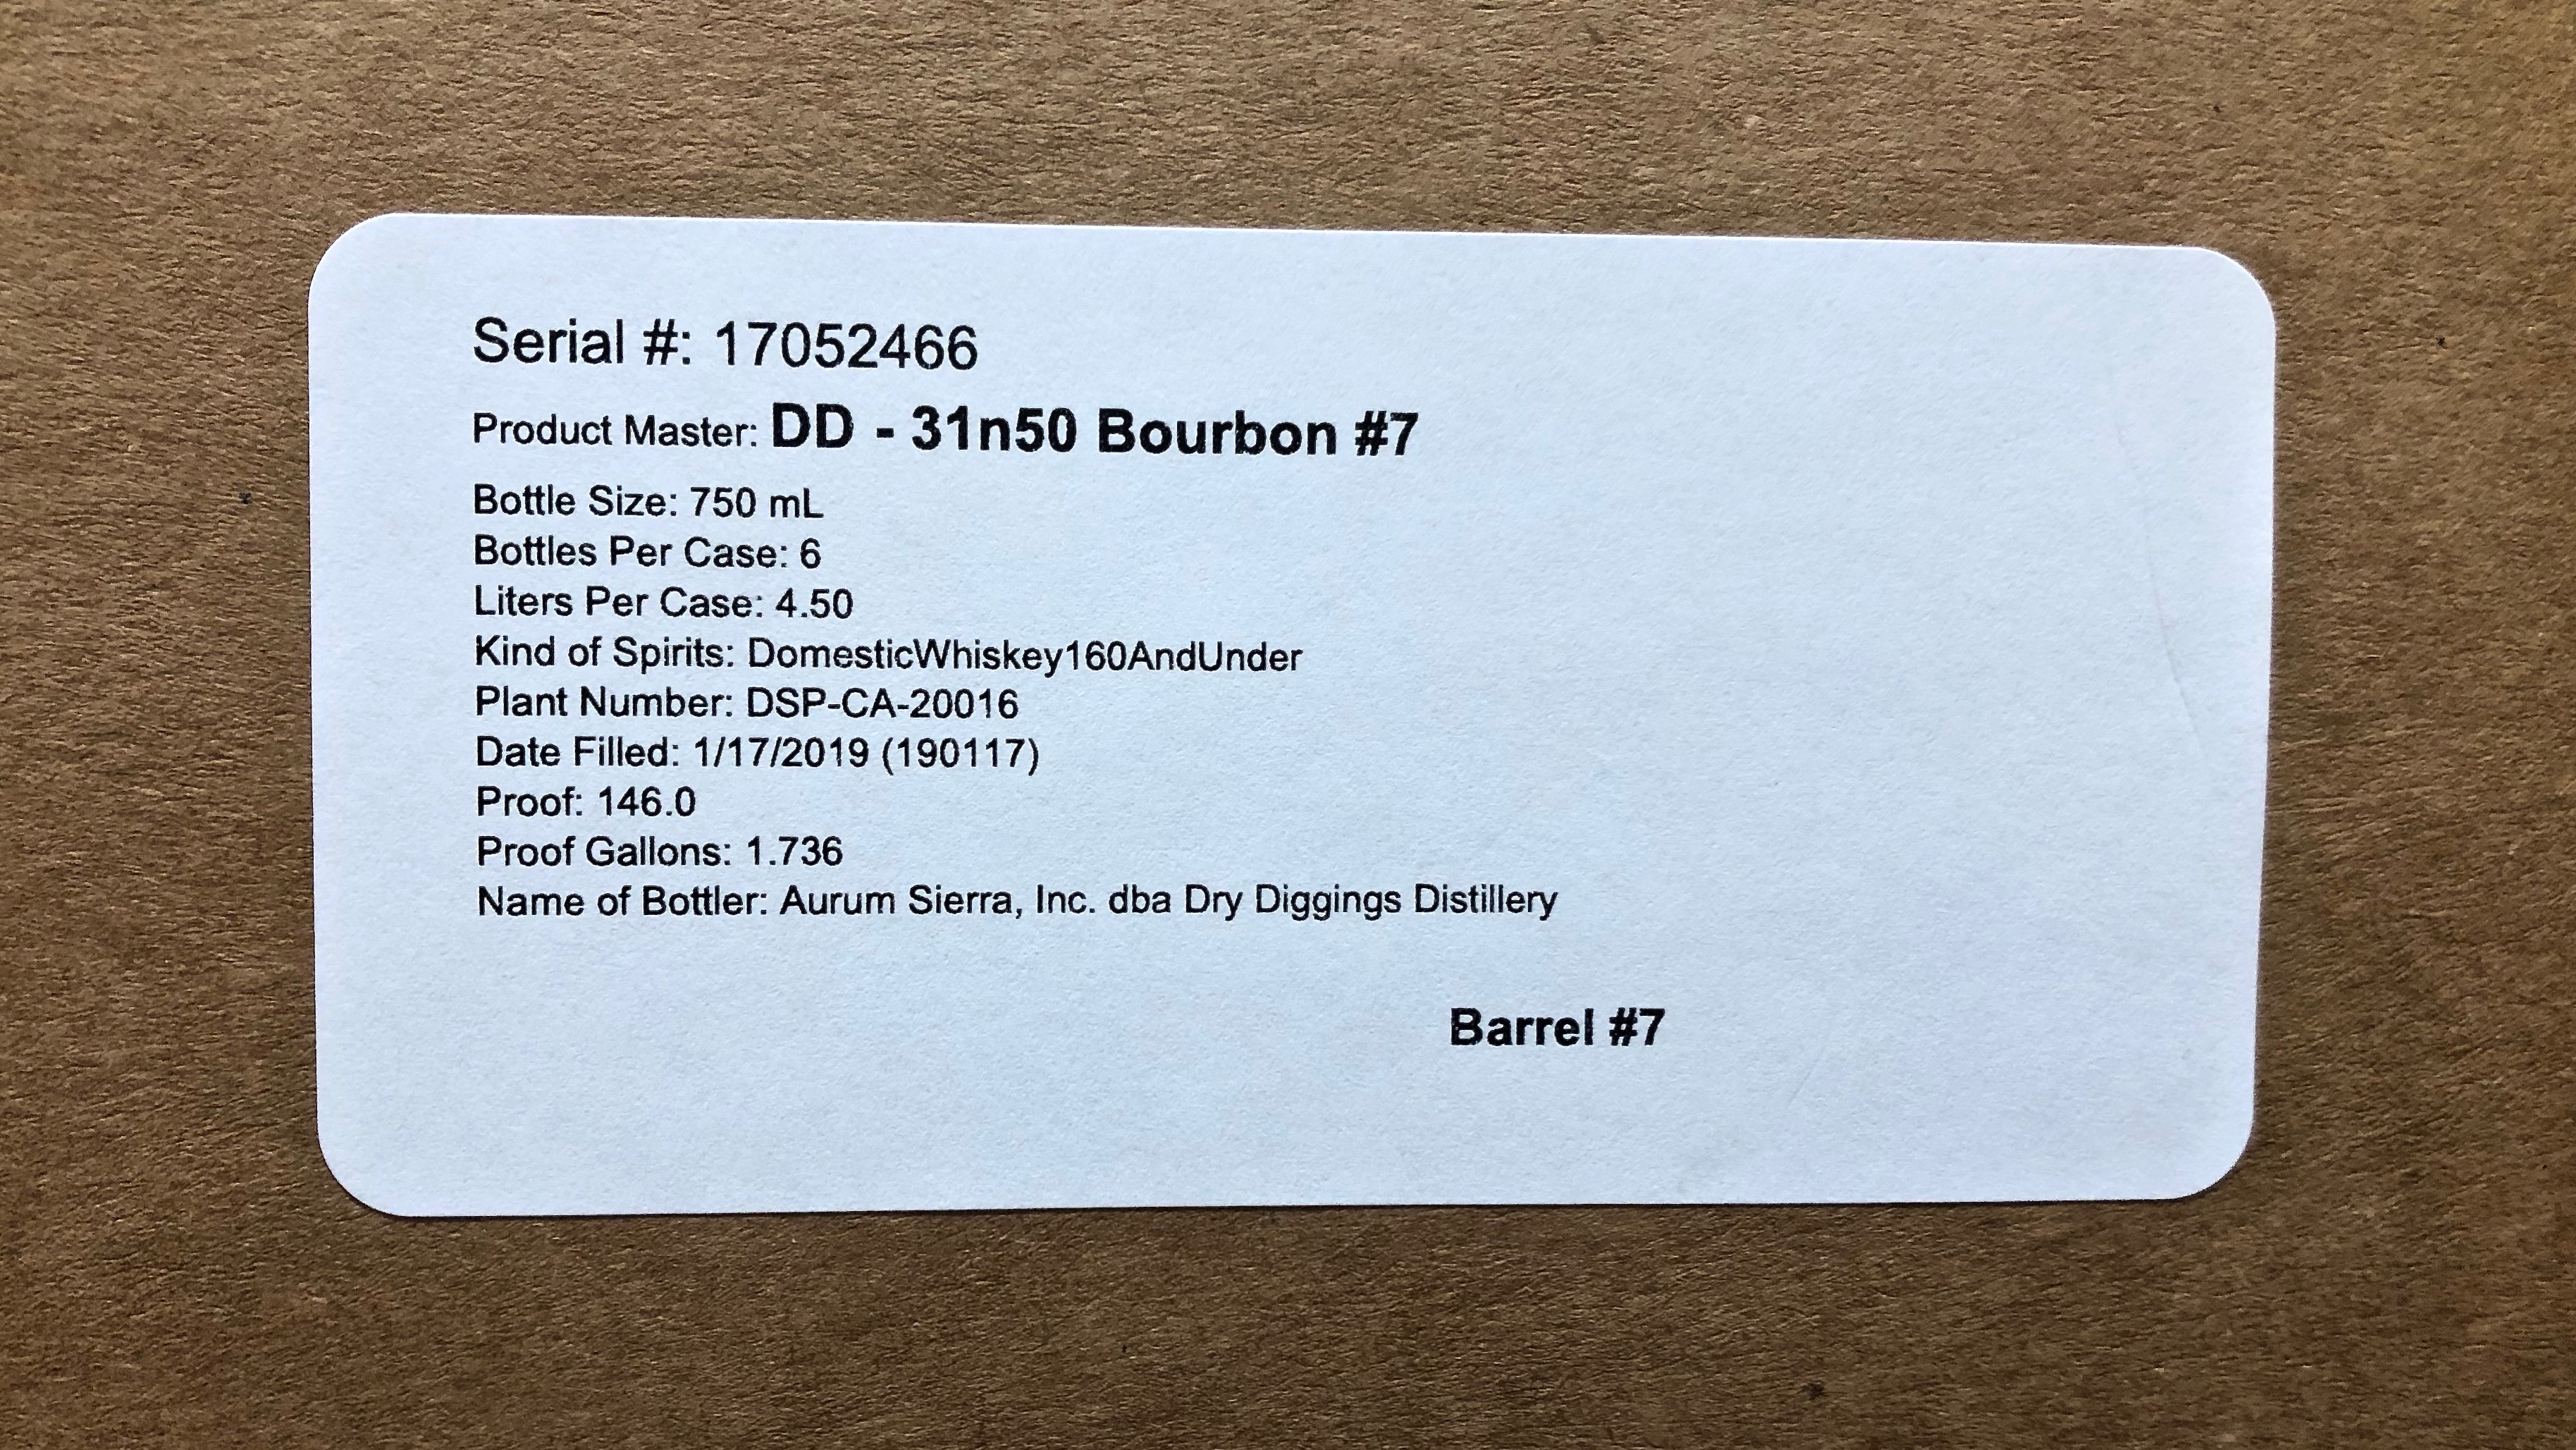 Serial #: 17052466
Product Master: DD - 31n50 Bourbon #7
Bottle Size: 750 mL
Bottles Per Case: 6
Liters Per Case: 4.50
Kind of Spirits: DomesticWhiskey160AndUnder
Plant Number: DSP-CA-20016
Date Filled: 1/17/2019 (190117)
Proof: 146.0
Proof Gallons: 1.736
Name of Bottler: Aurum Sierra, Inc. dba Dry Diggings Distillery
Barrel #7